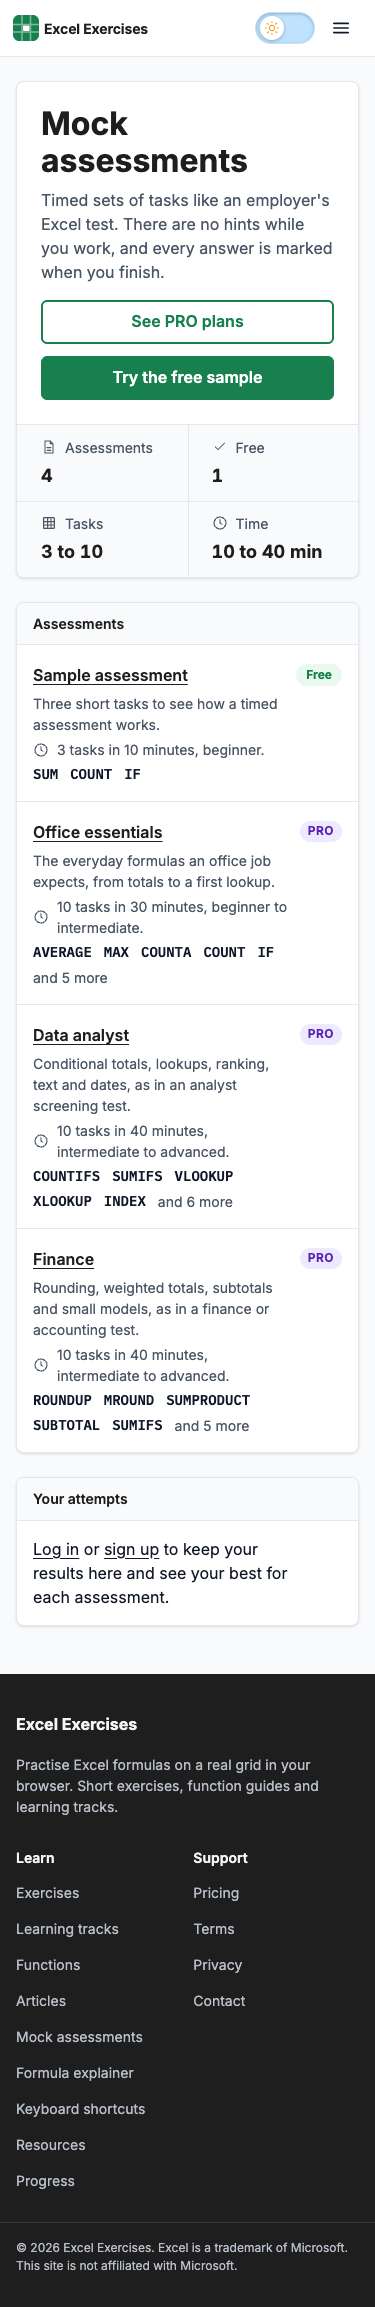 Excel Exercises
Mock
assessments
Timed sets of tasks like an employer's
Excel test. There are no hints while
you work, and every answer is marked
when you finish.
See PRO plans
Try the free sample
Assessments
4
Free
1
Tasks
3 to 10
Time
10 to 40 min
Assessments
Sample assessment
Free
Three short tasks to see how a timed
assessment works.
3 tasks in 10 minutes, beginner.
SUM COUNT IF
Office essentials
PRO
The everyday formulas an office job
expects, from totals to a first lookup.
10 tasks in 30 minutes, beginner to
intermediate.
AVERAGE MAX COUNTA COUNT IF
and 5 more
Data analyst
PRO
Conditional totals, lookups, ranking,
text and dates, as in an analyst
screening test.
10 tasks in 40 minutes,
intermediate to advanced.
COUNTIFS SUMIFS VLOOKUP
XLOOKUP INDEX and 6 more
Finance
PRO
Rounding, weighted totals, subtotals
and small models, as in a finance or
accounting test.
10 tasks in 40 minutes,
intermediate to advanced.
ROUNDUP MROUND SUMPRODUCT
SUBTOTAL SUMIFS and 5 more
Your attempts
Log in or sign up to keep your
results here and see your best for
each assessment.
Excel Exercises
Practise Excel formulas on a real grid in your
browser. Short exercises, function guides and
learning tracks.
Learn
Exercises
Learning tracks
Functions
Articles
Mock assessments
Formula explainer
Keyboard shortcuts
Resources
Progress
Support
Pricing
Terms
Privacy
Contact
© 2026 Excel Exercises. Excel is a trademark of Microsoft.
This site is not affiliated with Microsoft.